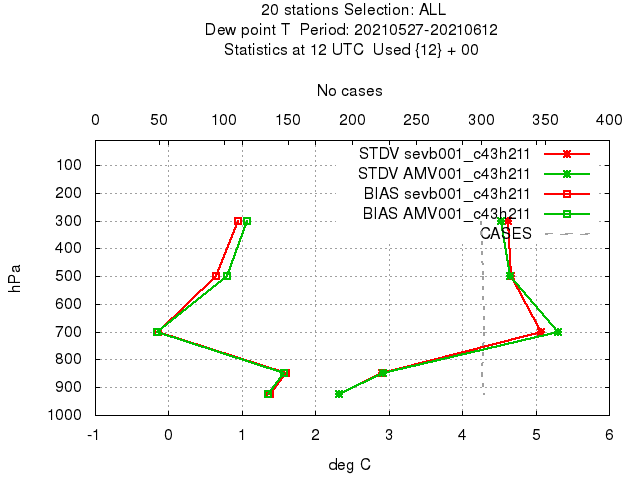 20 stations Selection: ALL
Dew point T  Period: 20210527-20210612
Statistics at 12 UTC  Used {12} + 00
No cases
0 50 100 150 200 250 300 350 400
STDV sevb001_c43h211
STDV AMV001_c43h211
BIAS sevb001_c43h211
BIAS AMV001_c43h211
CASES
hPa
100
200
300
400
500
600
700
800
900
1000
-1 0 1 2 3 4 5 6
deg C